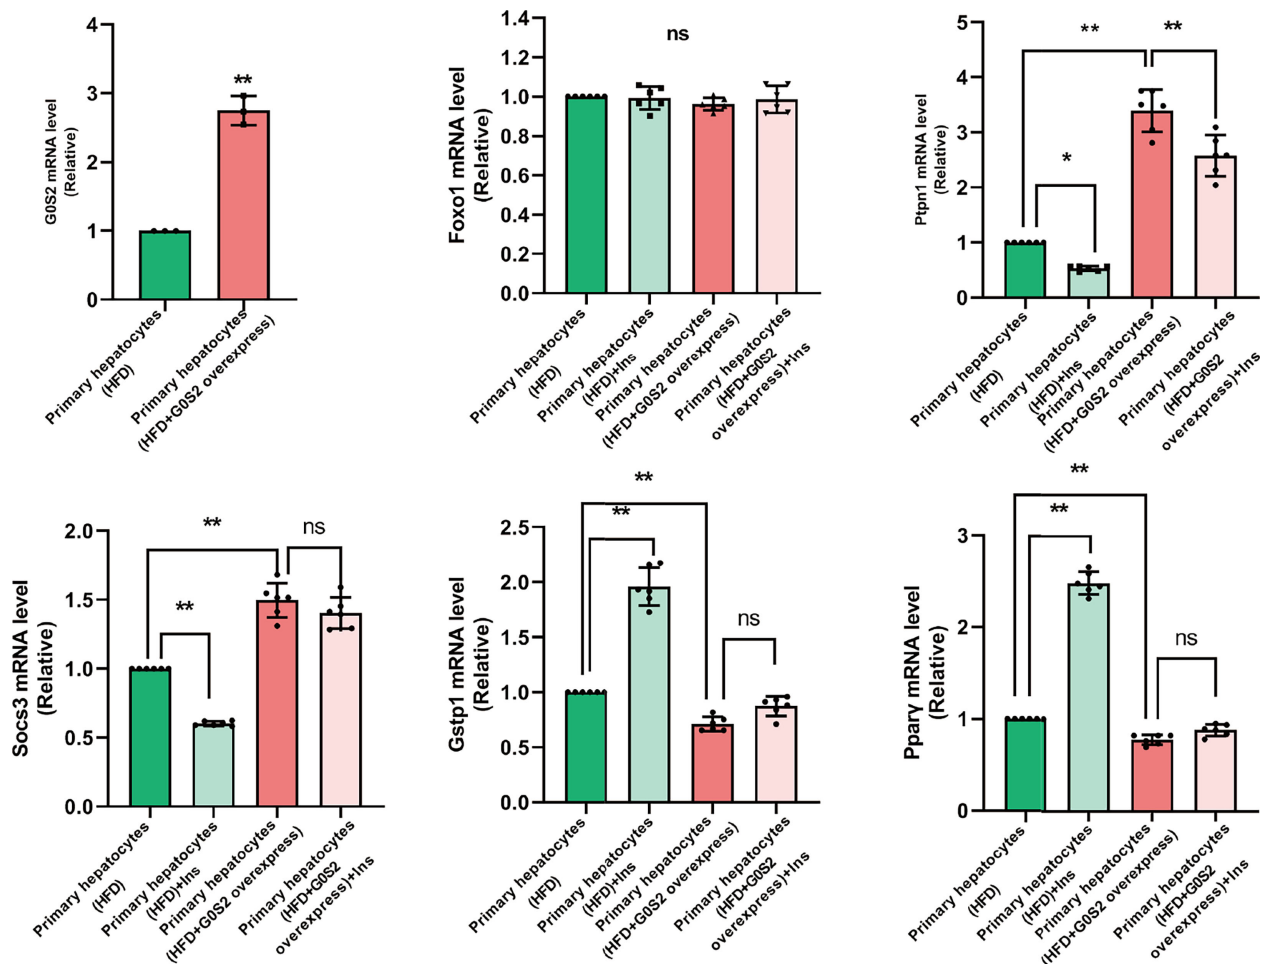 4
3
2
1
0
G0S2 mRNA level
(Relative)
**
Primary hepatocytes
(HFD)
Primary hepatocytes
(HFD+G0S2 overexpress)
1.4
1.2
1.0
0.8
0.6
0.4
0.2
0.0
Foxo1 mRNA level
(Relative)
ns
Primary hepatocytes
(HFD)
Primary hepatocytes
(HFD)+Ins
Primary hepatocytes
(HFD+G0S2 overexpress)
Primary hepatocytes
(HFD+G0S2
overexpress)+Ins
5
4
3
2
1
0
Ptpn1 mRNA level
(Relative)
**
**
*
Primary hepatocytes
(HFD)
Primary hepatocytes
(HFD)+Ins
Primary hepatocytes
(HFD+G0S2 overexpress)
Primary hepatocytes
(HFD+G0S2
overexpress)+Ins
2.0
1.5
1.0
0.5
0.0
Socs3 mRNA level
(Relative)
**
ns
**
Primary hepatocytes
(HFD)
Primary hepatocytes
(HFD)+Ins
Primary hepatocytes
(HFD+G0S2 overexpress)
Primary hepatocytes
(HFD+G0S2
overexpress)+Ins
2.5
2.0
1.5
1.0
0.5
0.0
Gstp1 mRNA level
(Relative)
**
**
ns
Primary hepatocytes
(HFD)
Primary hepatocytes
(HFD)+Ins
Primary hepatocytes
(HFD+G0S2 overexpress)
Primary hepatocytes
(HFD+G0S2
overexpress)+Ins
3
2
1
0
Ppary mRNA level
(Relative)
**
**
ns
Primary hepatocytes
(HFD)
Primary hepatocytes
(HFD)+Ins
Primary hepatocytes
(HFD+G0S2 overexpress)
Primary hepatocytes
(HFD+G0S2
overexpress)+Ins